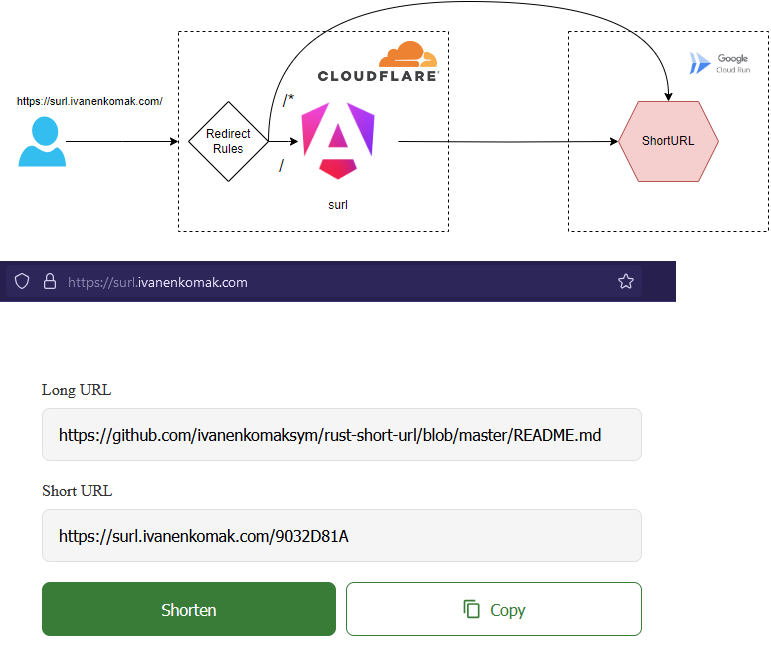 CLOUDFLARE
Google
Cloud Run
https://surl.ivanenkomak.com/
/*
Redirect
Rules
ShortURL
/
surl
https://surl.ivanenkomak.com
Long URL
https://github.com/ivanenkomaksym/rust-short-url/blob/master/README.md
Short URL
https://surl.ivanenkomak.com/9032D81A
Shorten
Copy